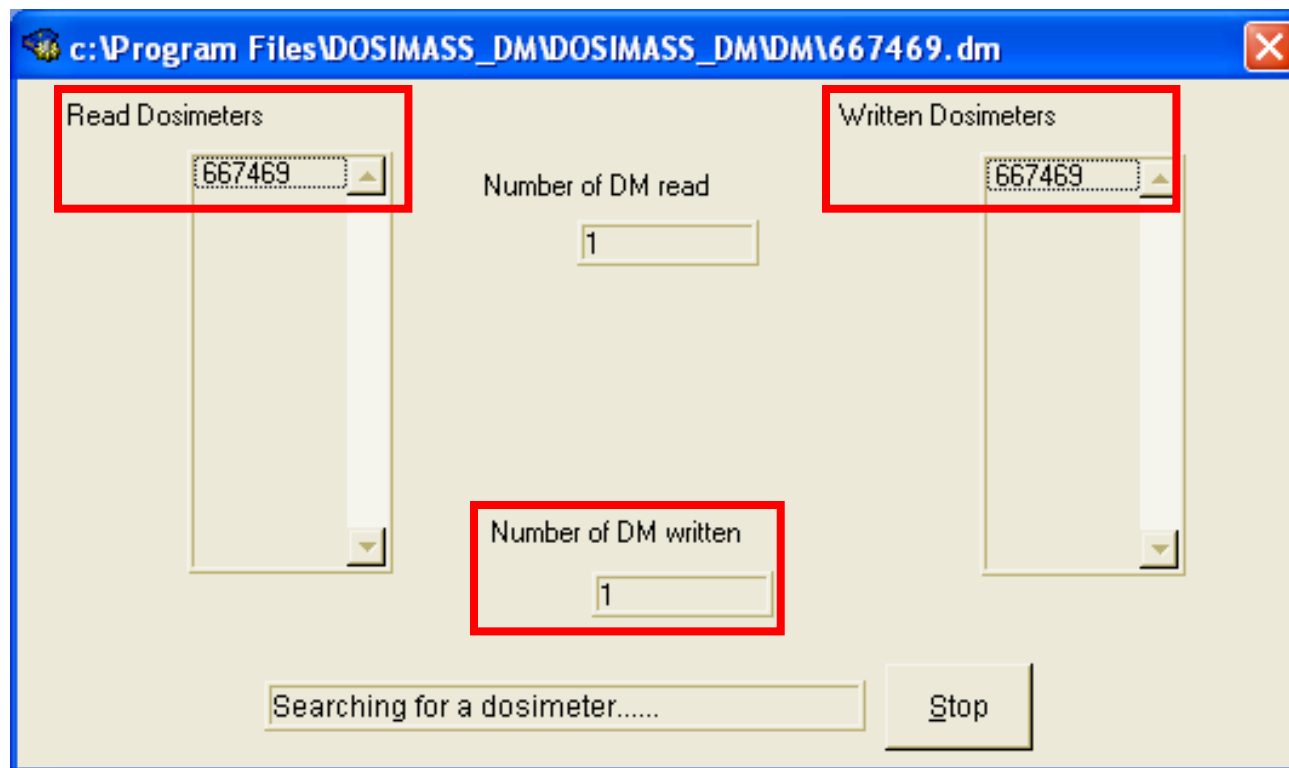 c:\Program Files\DOSIMASS_DM\DOSIMASS_DM\DM\667469.dm
Read Dosimeters
667469
Number of DM read
1
Written Dosimeters
667469
Number of DM written
1
Searching for a dosimeter......
Stop